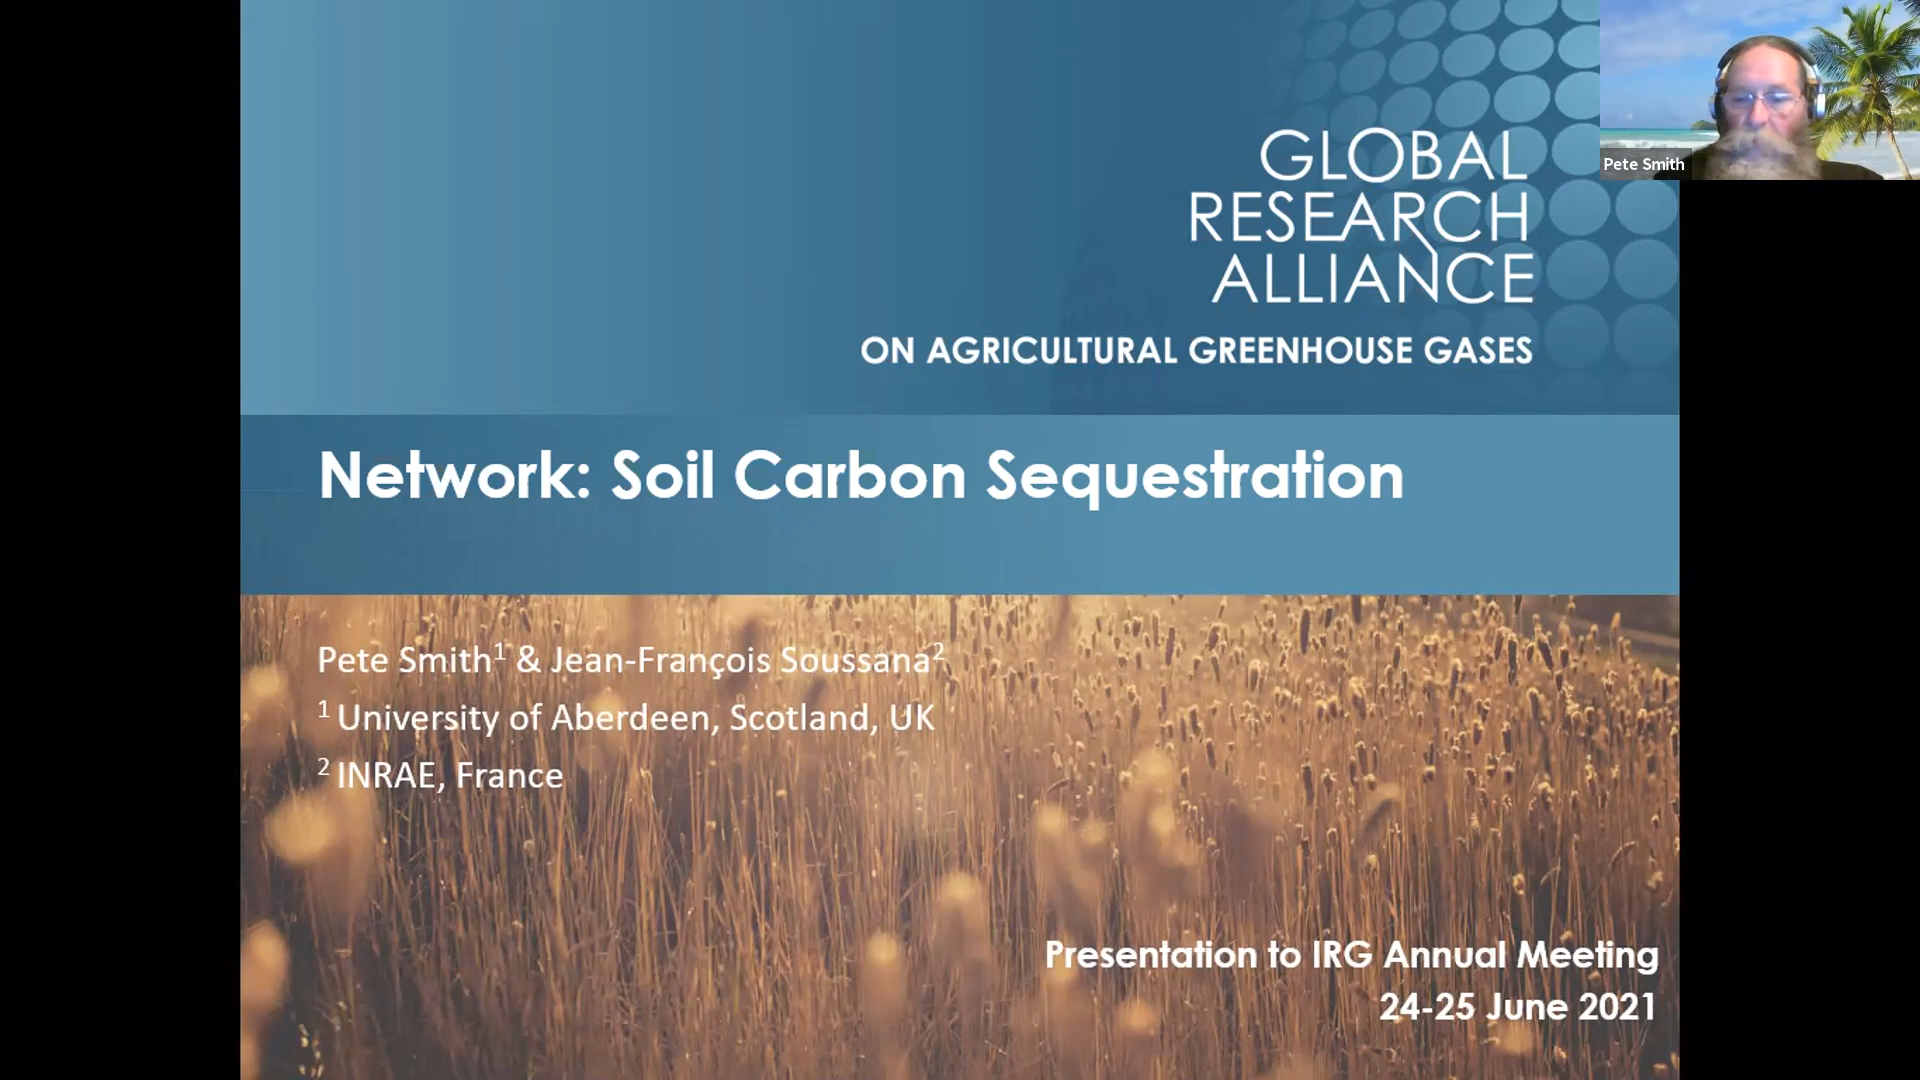 GLOBAL
RESEARCH
ALLIANCE
ON AGRICULTURAL GREENHOUSE GASES
Pete Smith
Network: Soil Carbon Sequestration
Pete Smith¹ & Jean-François Soussana²
¹ University of Aberdeen, Scotland, UK
² INRAE, France
Presentation to IRG Annual Meeting
24-25 June 2021